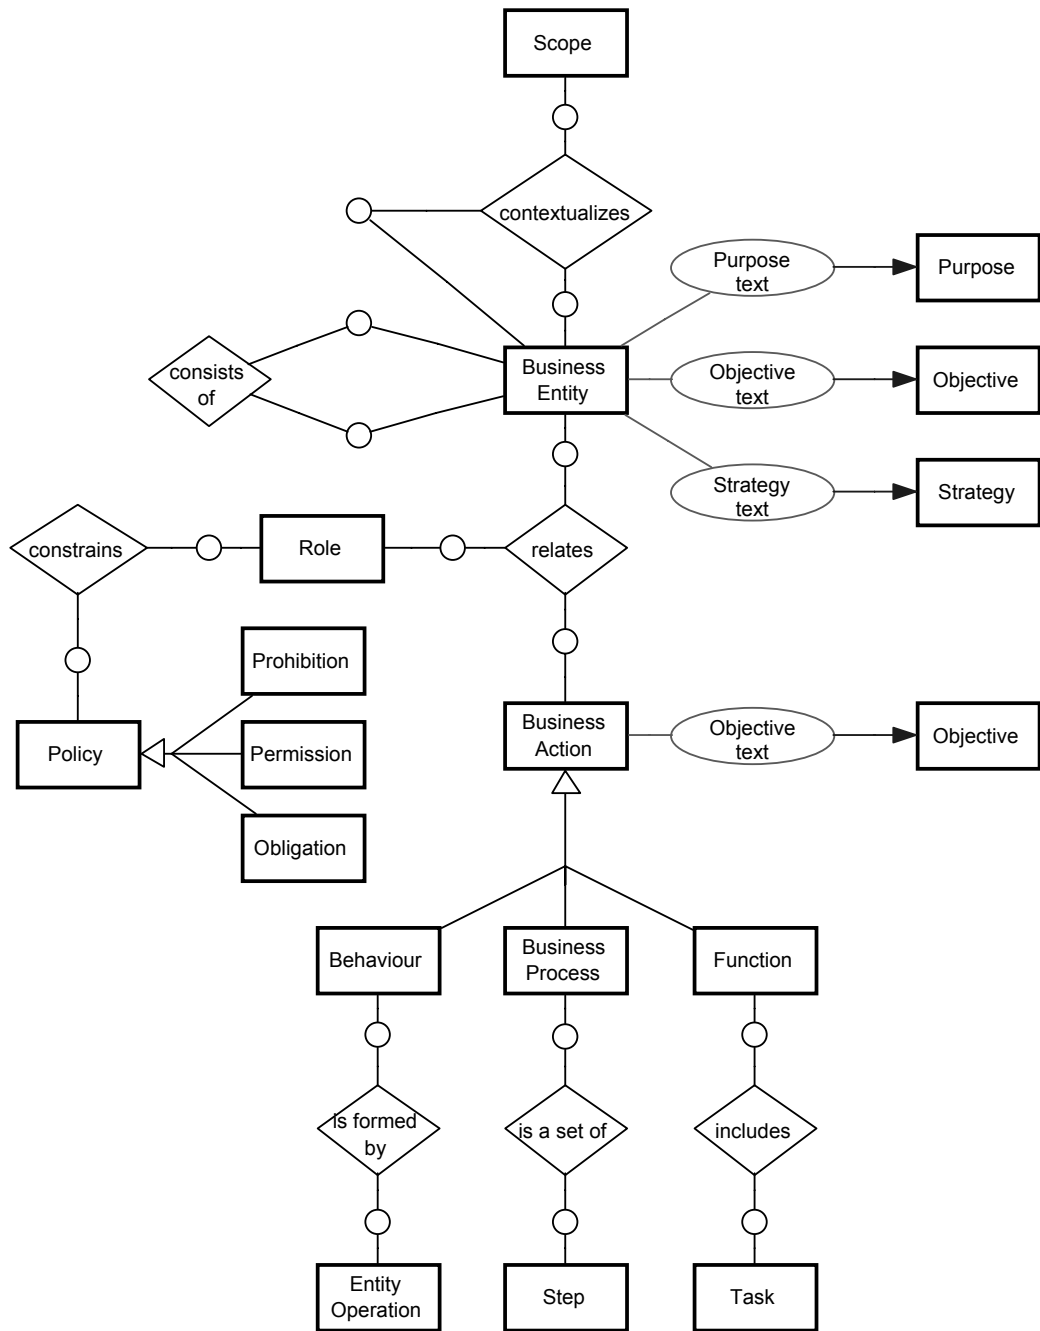 Scope
contextualizes
Purpose
text
Purpose
consists
of
Business
Entity
Objective
text
Objective
Strategy
text
Strategy
constrains
Role
relates
Prohibition
Policy
Permission
Business
Action
Objective
text
Objective
Obligation
Behaviour
Business
Process
Function
is formed
by
is a set of
includes
Entity
Operation
Step
Task